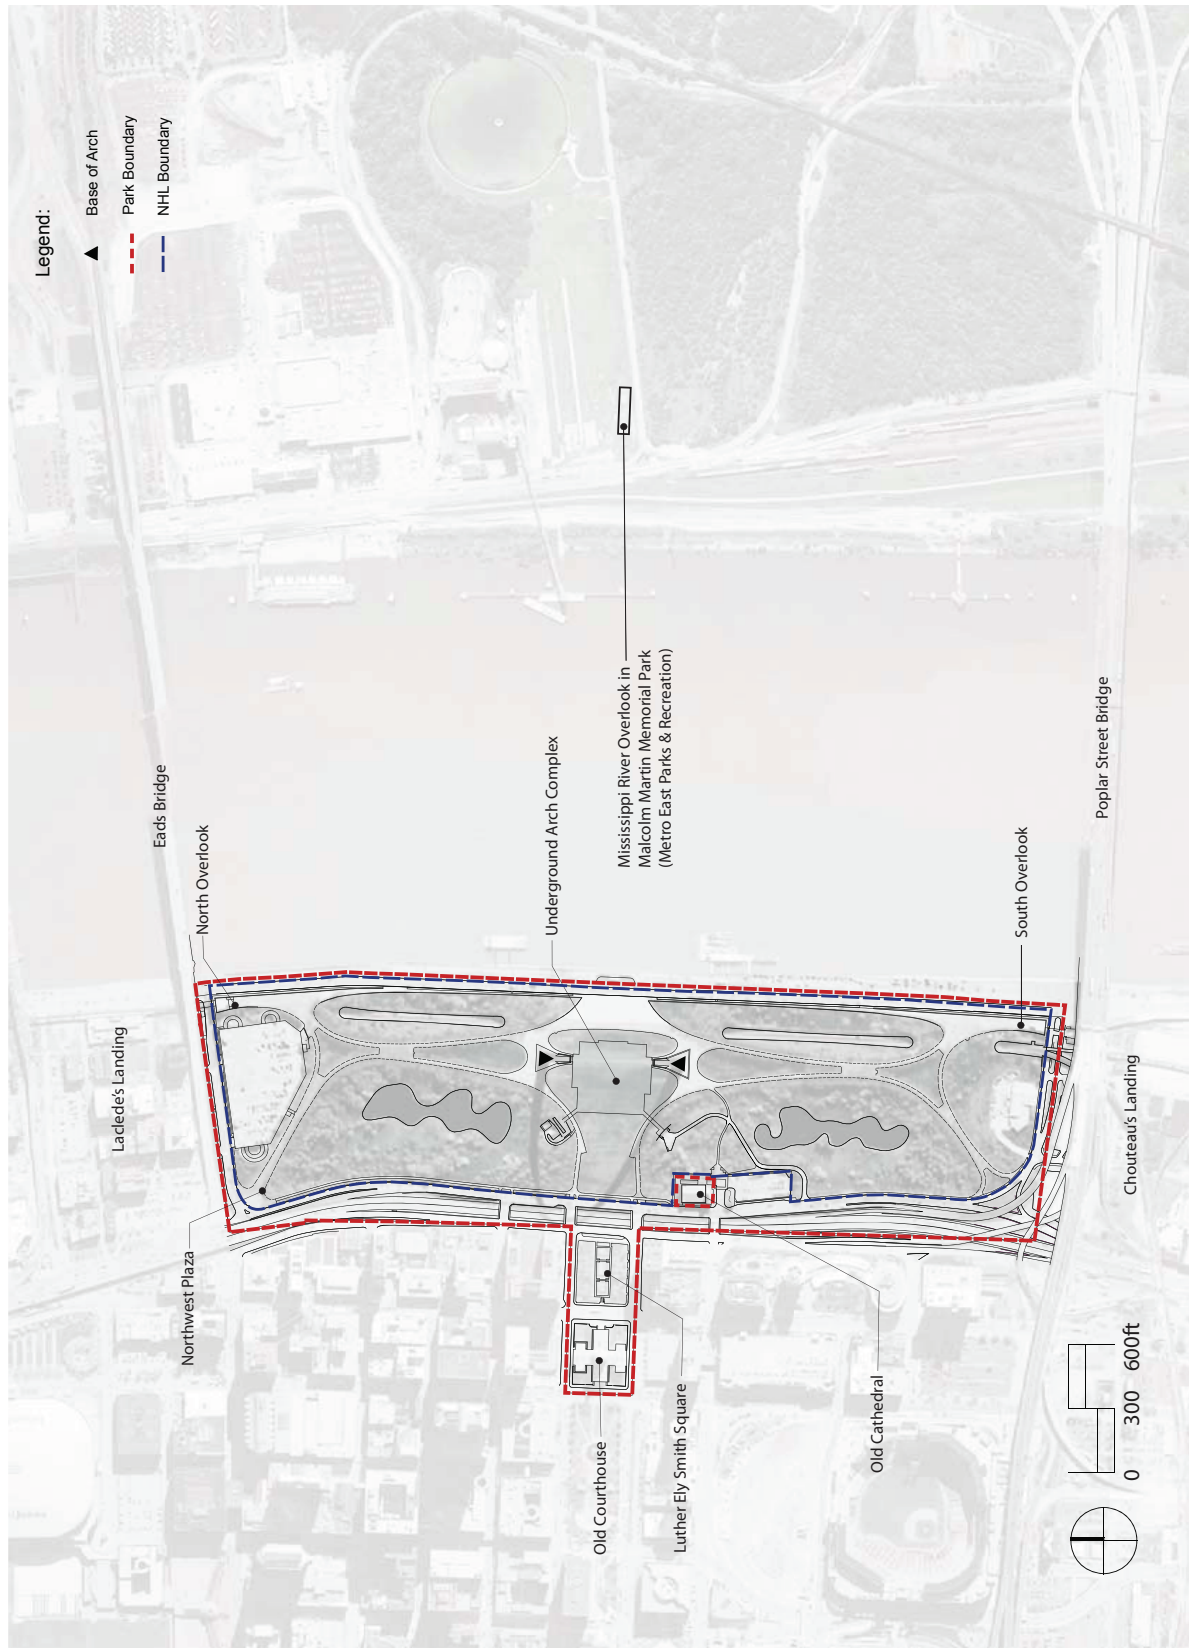 Legend:
Base of Arch
Park Boundary
NHL Boundary
Eads Bridge
North Overlook
Laclede's Landing
Northwest Plaza
Underground Arch Complex
Mississippi River Overlook in
Malcolm Martin Memorial Park
(Metro East Parks & Recreation)
Poplar Street Bridge
South Overlook
Chouteau's Landing
Old Courthouse
Luther Ely Smith Square
Old Cathedral
0 300 600ft